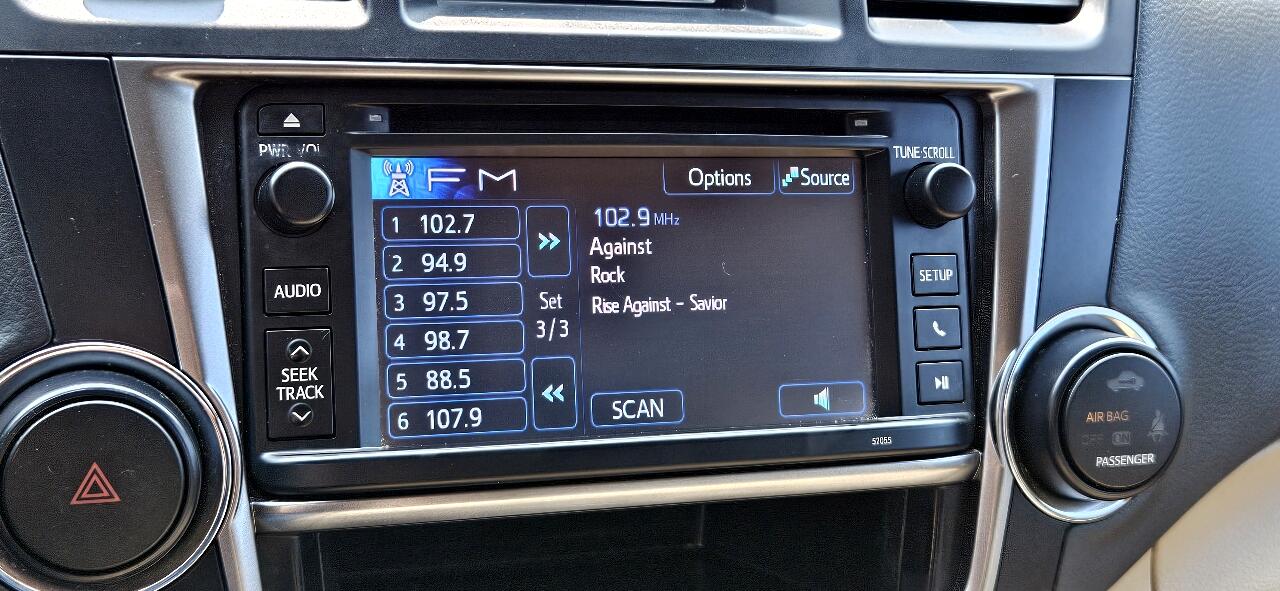 PWR·VOL
TUNE·SCROLL
FM
Options
Source
1 102.7
2 94.9
3 97.5
4 98.7
5 88.5
6 107.9
Set
3/3
102.9 MHz
Against
Rock
Rise Against - Savior
SCAN
AUDIO
SEEK
TRACK
SETUP
57055
AIR BAG
OFF ON
PASSENGER